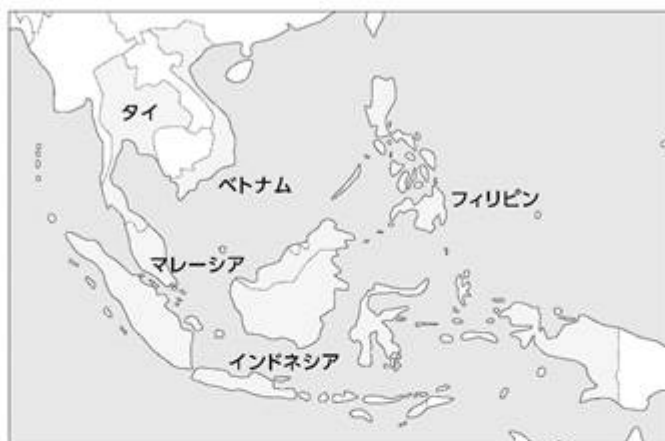 タイ
ベトナム
フィリピン
マレーシア
インドネシア